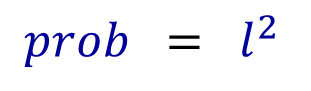 prob = l²